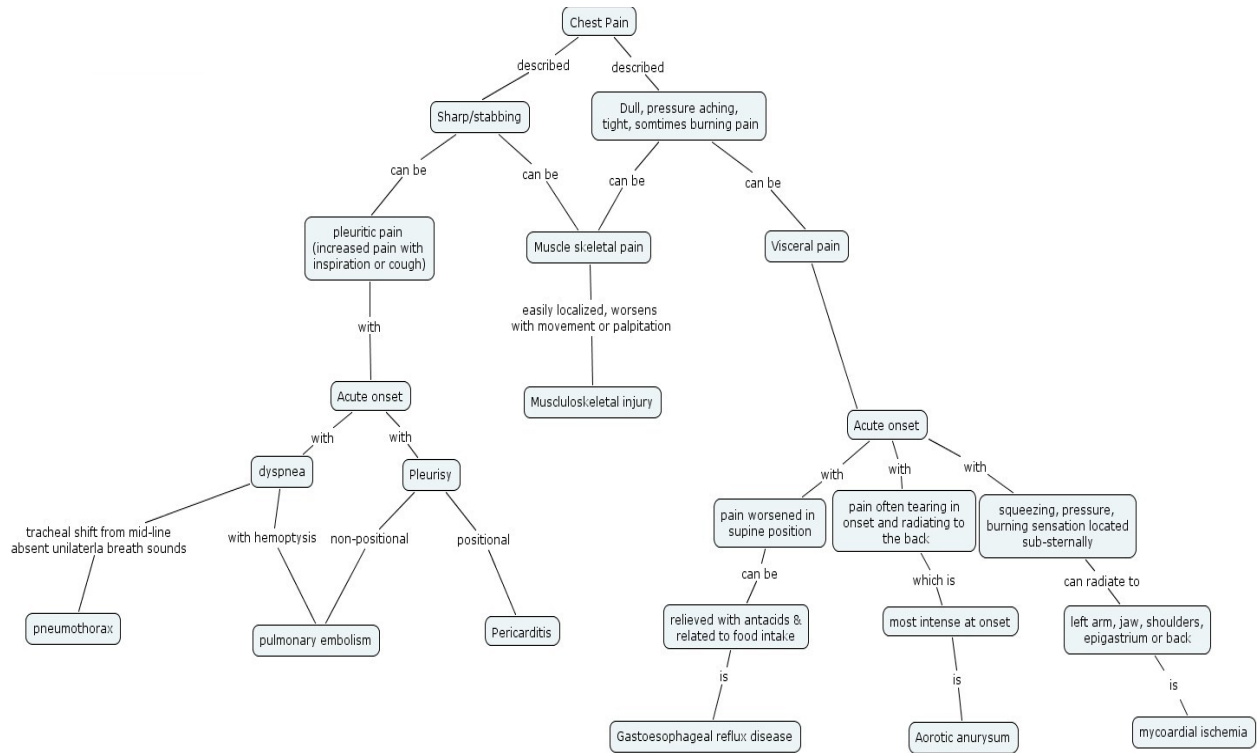 Chest Pain
described
described
Sharp/stabbing
Dull, pressure aching,
tight, somtimes burning pain
can be
can be
can be
can be
pleuritic pain
(increased pain with
inspiration or cough)
Muscle skeletal pain
Visceral pain
with
easily localized, worsens
with movement or palpitation
Acute onset
Musculoskeletal injury
Acute onset
with
with
dyspnea
Pleurisy
with
with
with
tracheal shift from mid-line
absent unilaterla breath sounds
with hemoptysis
non-positional
positional
pain worsened in
supine position
pain often tearing in
onset and radiating to
the back
squeezing, pressure,
burning sensation located
sub-sternally
can be
which is
can radiate to
pneumothorax
pulmonary embolism
Pericarditis
relieved with antacids &
related to food intake
most intense at onset
left arm, jaw, shoulders,
epigastrium or back
is
is
is
Gastoesophageal reflux disease
Aorotic anurysum
mycoardial ischemia